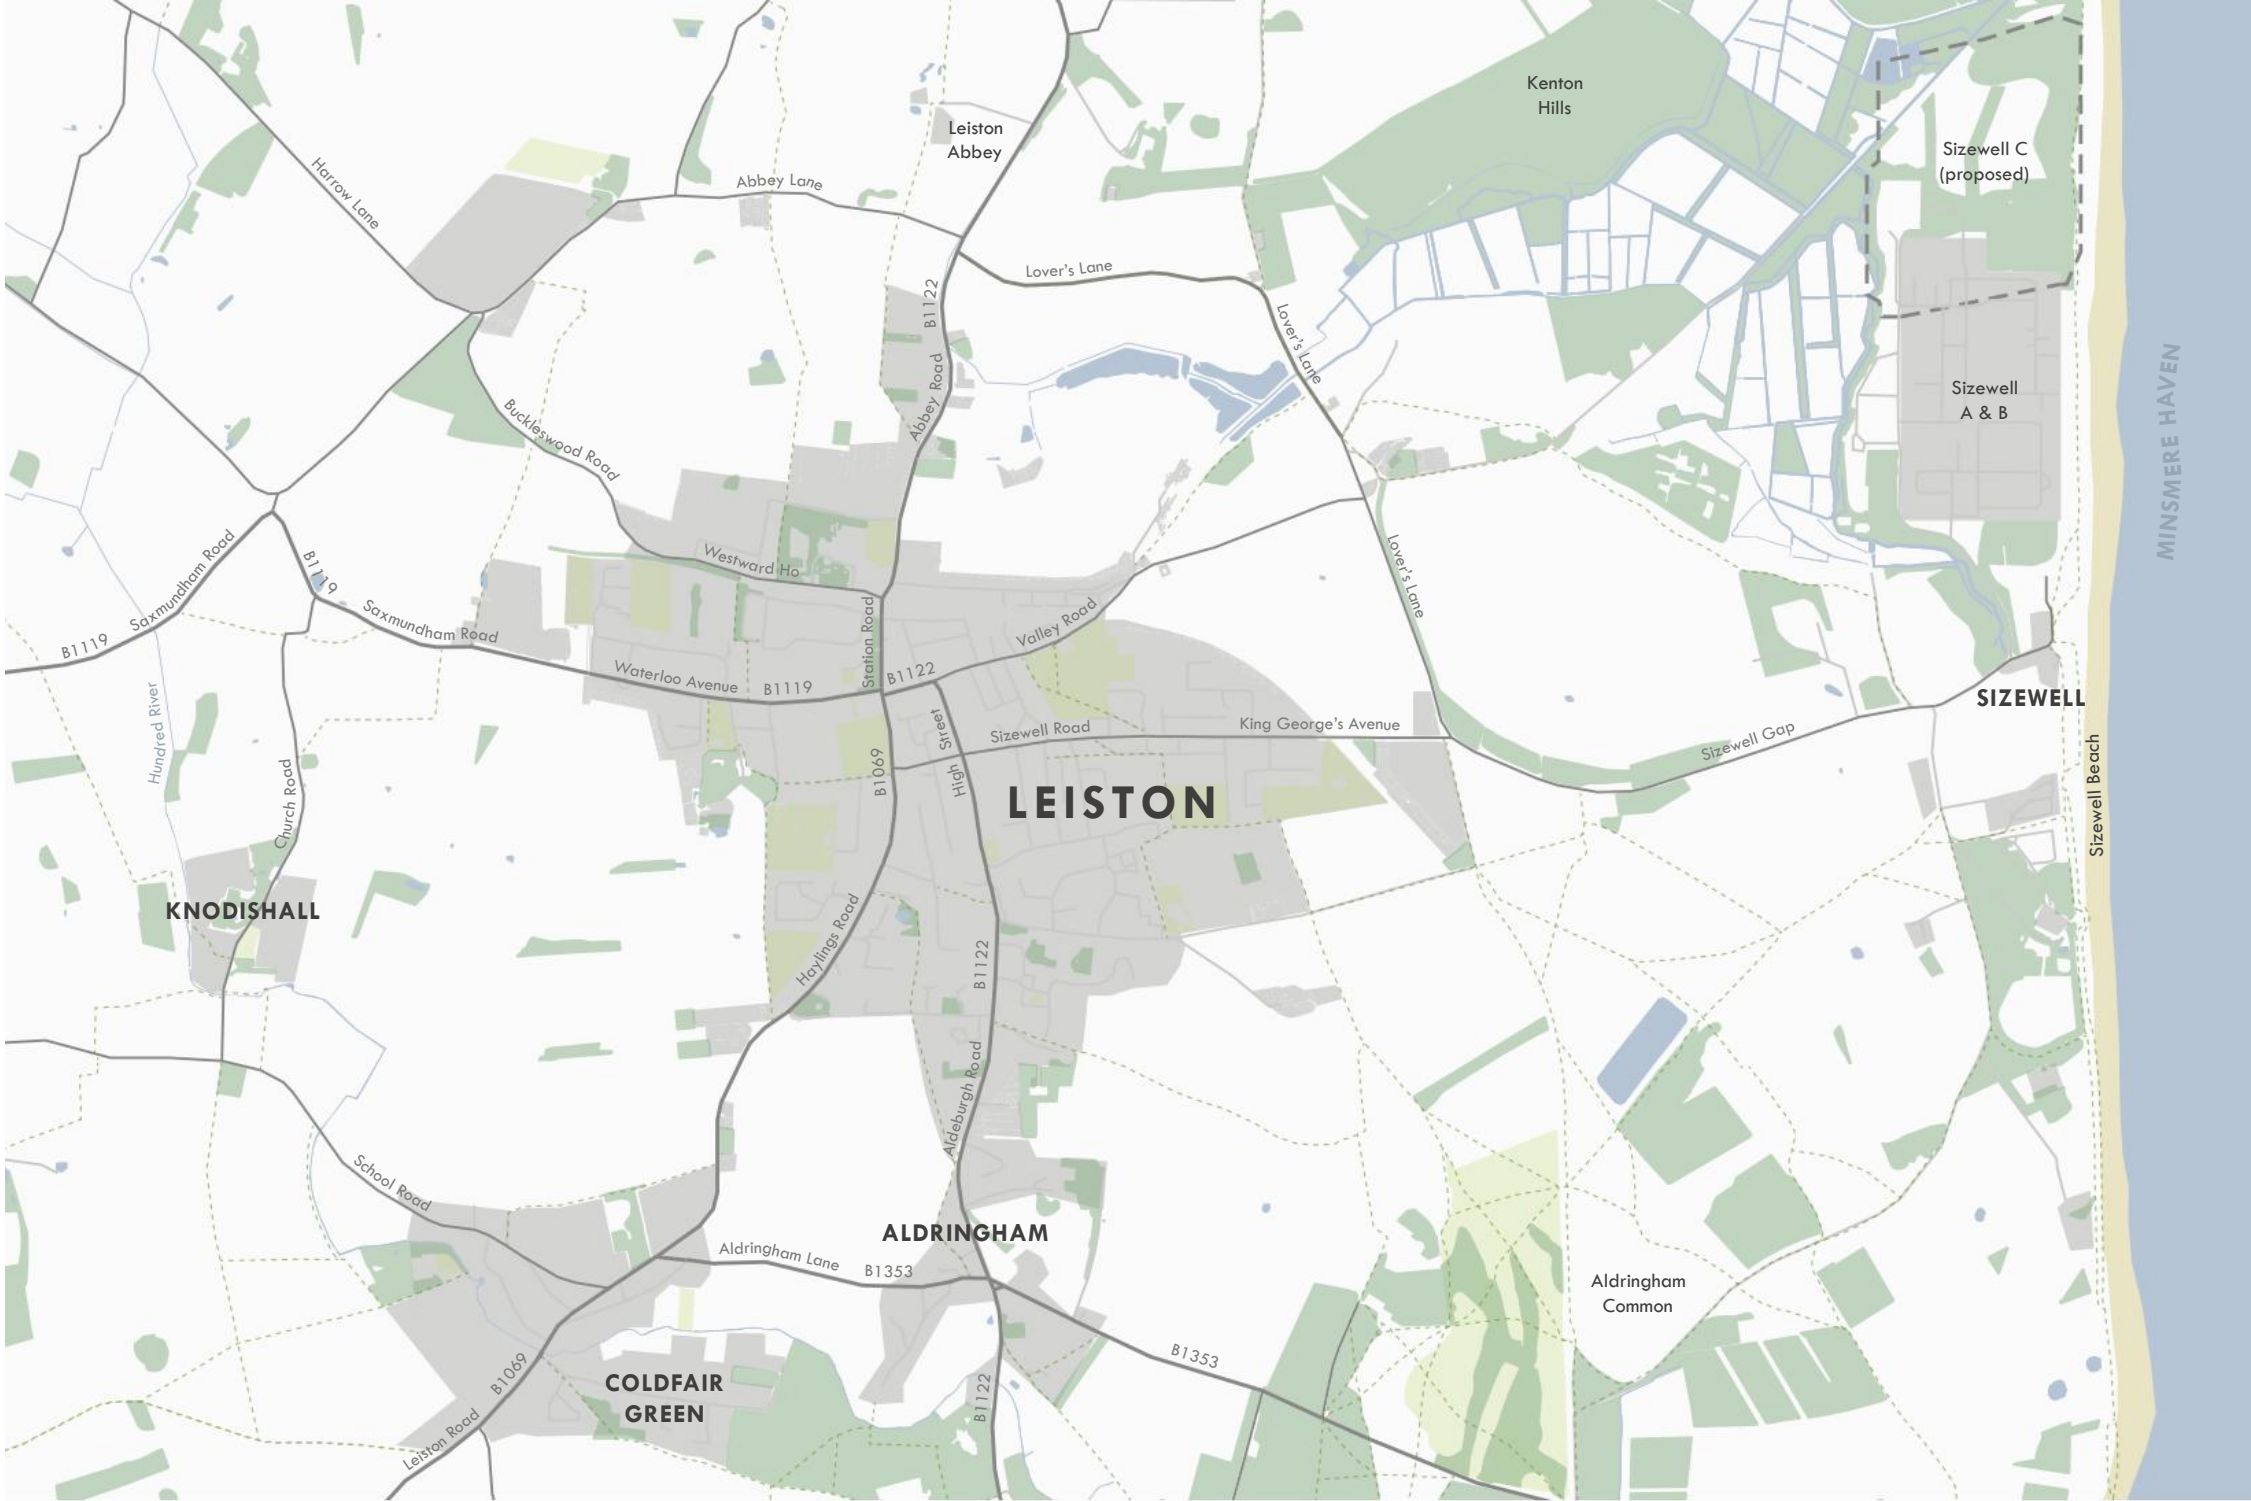 Kenton
Hills
Leiston
Abbey
Sizewell C
(proposed)
Harrow Lane
Abbey Lane
Lover's Lane
B1122
Lover's Lane
Abbey Road
Sizewell
A & B
MINSMERE HAVEN
Buckleswood Road
Saxmundham Road
B1119
B1119
Saxmundham Road
Westward Ho
Station Road
Valley Road
Lover's Lane
Waterloo Avenue
B1119
B1122
SIZEWELL
Hundred River
High Street
Sizewell Road
King George's Avenue
Sizewell Gap
B1069
Church Road
LEISTON
Sizewell Beach
KNODISHALL
Haylings Road
B1122
Aldeburgh Road
School Road
ALDRINGHAM
Aldringham Lane
B1353
Aldringham
Common
B1353
B1069
COLDFAIR
GREEN
B1122
Leiston Road